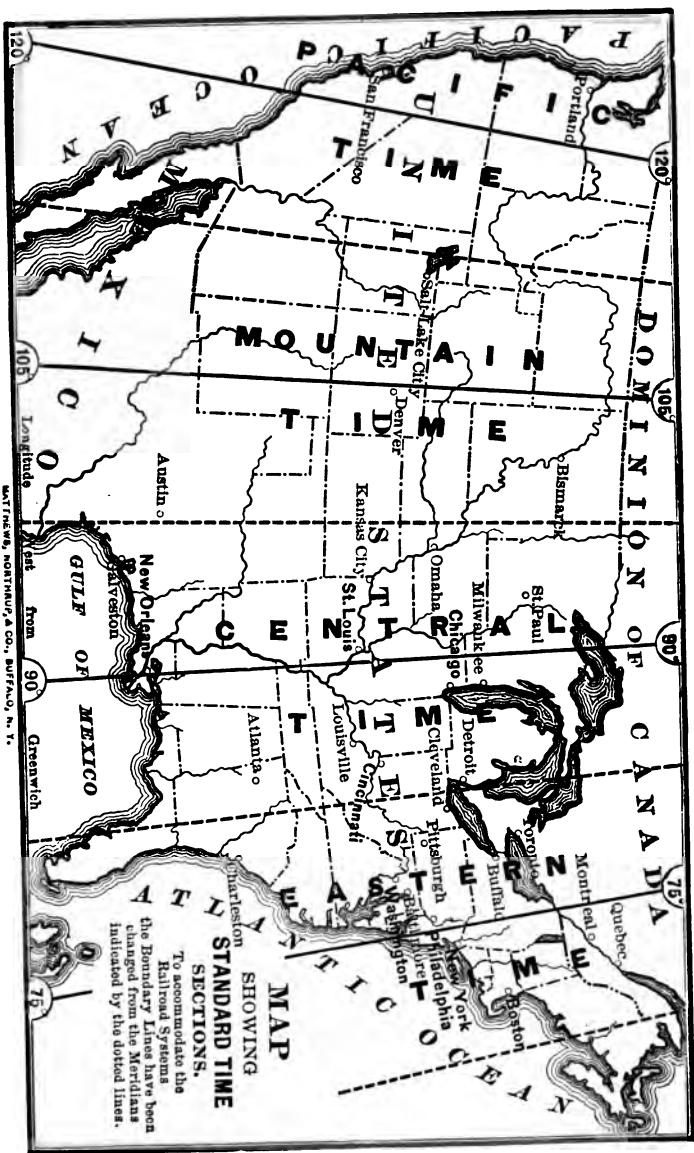 MAP
SHOWING
STANDARD TIME
SECTIONS.
To accommodate the
Railroad Systems
the Boundary Lines have been
changed from the Meridians
indicated by the dotted lines.
DOMINION OF CANADA
120°
105°
90°
75°
PACIFIC OCEAN
UNITED STATES
PACIFIC
TIME
MOUNTAIN
TIME
CENTRAL
TIME
EASTERN
Portland
San Francisco
Salt Lake City
Denver
Bismarck
St. Paul
Omaha
Milwaukee
Chicago
Kansas City
St. Louis
Detroit
Cleveland
Louisville
Cincinnati
Pittsburgh
Toronto
Buffalo
Montreal
Quebec
Boston
New York
Philadelphia
Baltimore
Washington
Atlanta
Charleston
Austin
New Orleans
Galveston
MEXICO
GULF OF MEXICO
ATLANTIC OCEAN
120
105
90
75
Longitude West from Greenwich
MATTHEWS, NORTHRUP, & CO., BUFFALO, N. Y.